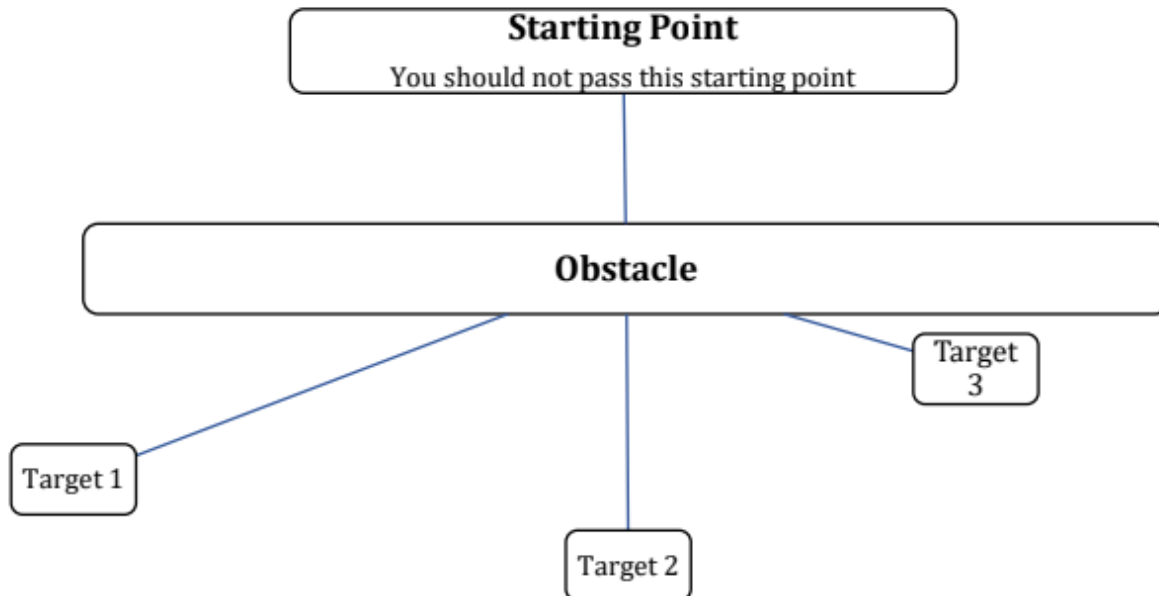 Starting Point
You should not pass this starting point
Obstacle
Target
3
Target 1
Target 2